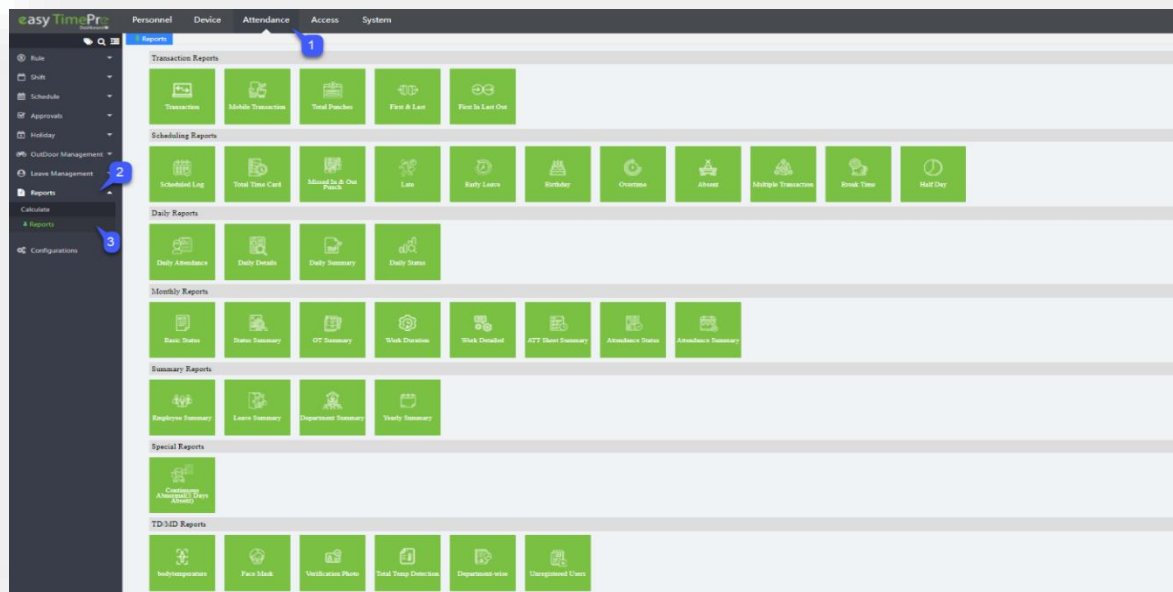 easy TimePro
Personnel Device Attendance Access System
1
Reports
Rule
Shift
Schedule
Approvals
Holiday
OutDoor Management
Leave Management
2
Reports
Calculate
Reports
3
Configurations
Transaction Reports
Transaction
Mobile Transaction
Total Punches
First & Last
First In Last Out
Scheduling Reports
Scheduled Log
Total Time Card
Missed In & Out
Punch
Late
Early Leave
Birthday
Overtime
Absent
Multiple Transaction
Break Time
Half Day
Daily Reports
Daily Attendance
Daily Details
Daily Summary
Daily Status
Monthly Reports
Basic Status
Status Summary
OT Summary
Work Duration
Work Detailed
ATT Sheet Summary
Attendance Status
Attendance Summary
Summary Reports
Employee Summary
Leave Summary
Department Summary
Yearly Summary
Special Reports
Continuous
Abnormal(3 Days
Absent)
TD/MD Reports
bodytemperature
Face Mask
Verification Photo
Total Temp Detection
Department-wise
Unregistered Users